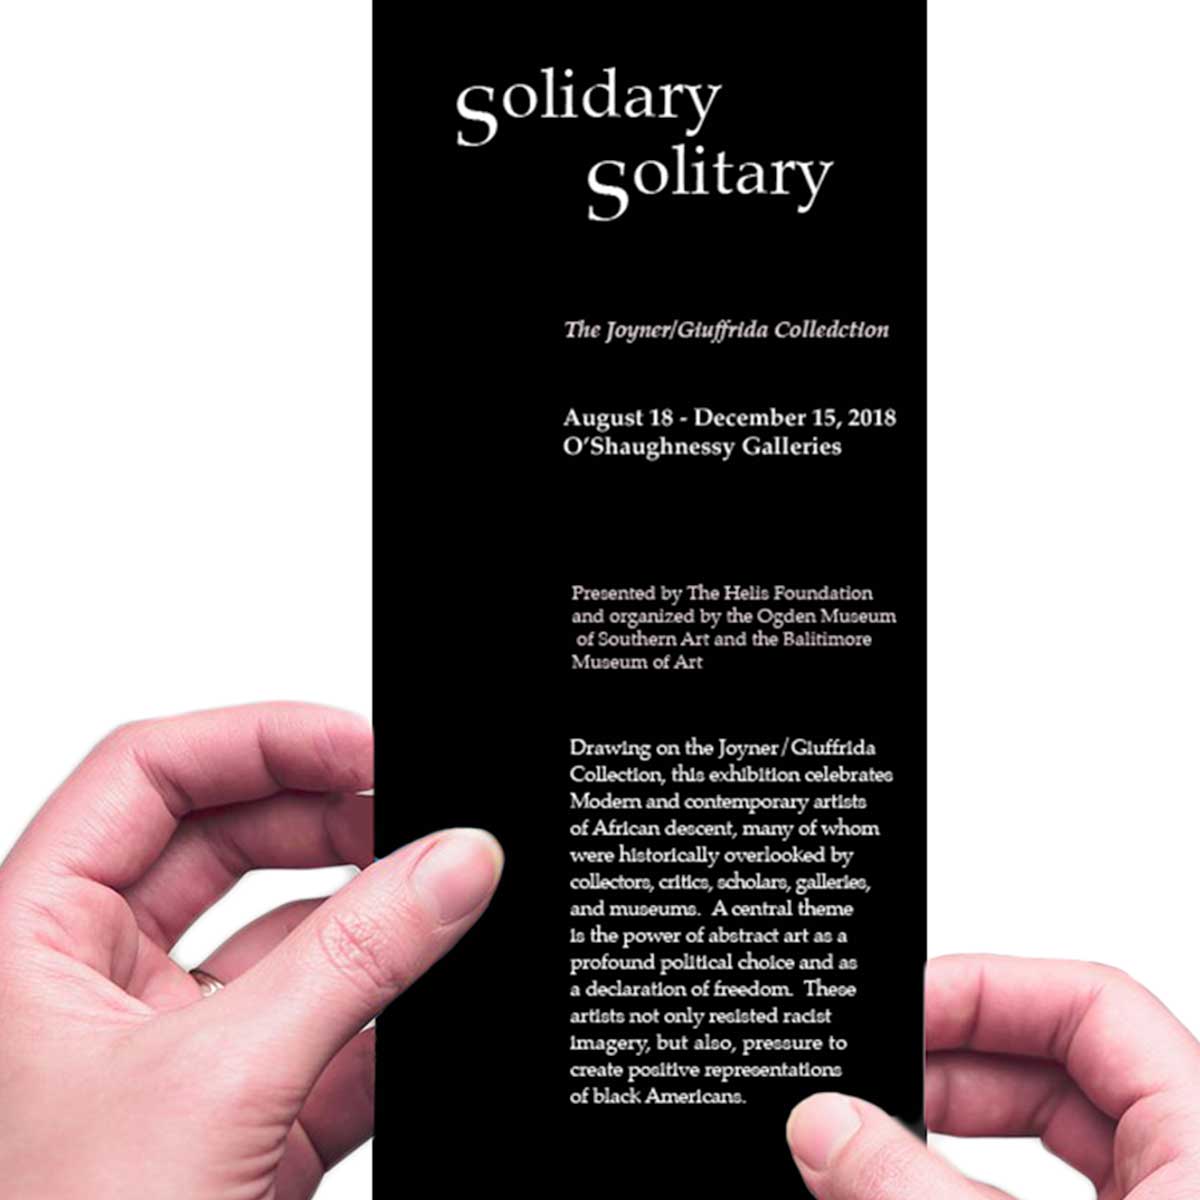 Solidary
Solitary
The Joyner/Giuffrida Colledction
August 18 - December 15, 2018
O'Shaughnessy Galleries
Presented by The Helis Foundation
and organized by the Ogden Museum
of Southern Art and the Balitimore
Museum of Art
Drawing on the Joyner/Giuffrida
Collection, this exhibition celebrates
Modern and contemporary artists
of African descent, many of whom
were historically overlooked by
collectors, critics, scholars, galleries,
and museums. A central theme
is the power of abstract art as a
profound political choice and as
a declaration of freedom. These
artists not only resisted racist
imagery, but also, pressure to
create positive representations
of black Americans.